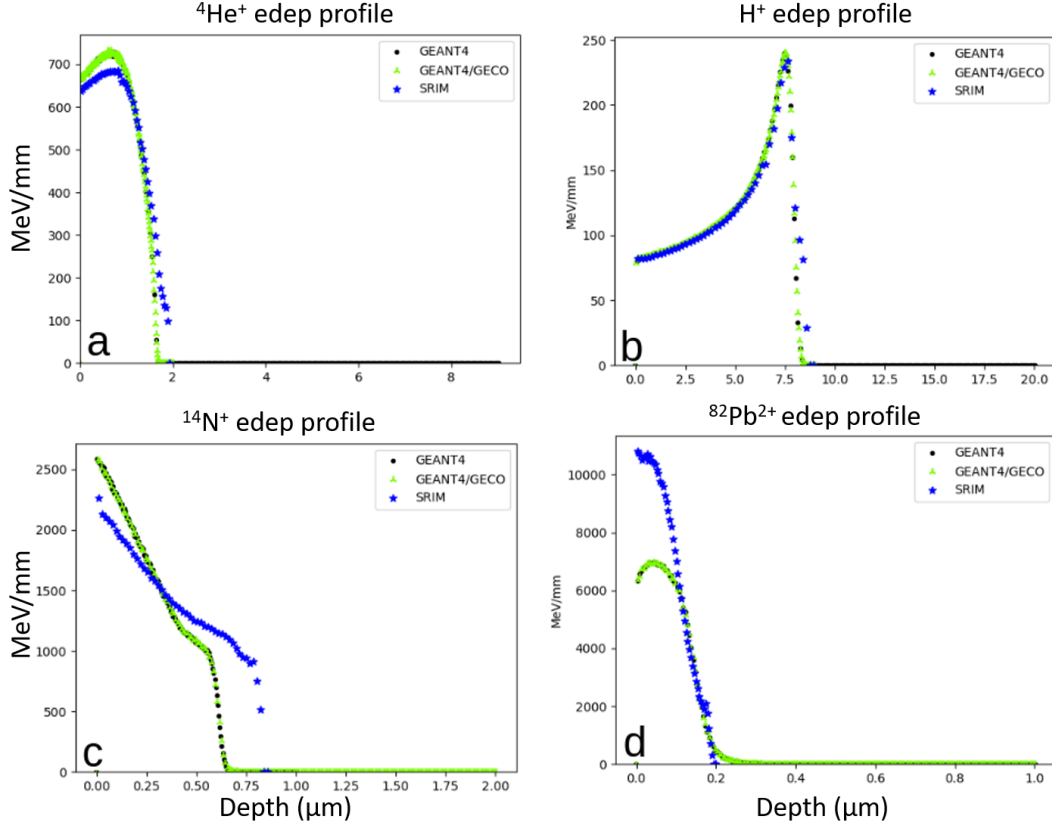 ⁴He⁺ edep profile
MeV/mm
700
600
500
400
300
200
100
0
0 2 4 6 8
GEANT4
GEANT4/GECO
SRIM
a
H⁺ edep profile
MeV/mm
250
200
150
100
50
0
0.0 2.5 5.0 7.5 10.0 12.5 15.0 17.5 20.0
GEANT4
GEANT4/GECO
SRIM
b
¹⁴N⁺ edep profile
MeV/mm
2500
2000
1500
1000
500
0
0.00 0.25 0.50 0.75 1.00 1.25 1.50 1.75 2.00
Depth (μm)
GEANT4
GEANT4/GECO
SRIM
c
⁸²Pb²⁺ edep profile
MeV/mm
10000
8000
6000
4000
2000
0
0.0 0.2 0.4 0.6 0.8 1.0
Depth (μm)
GEANT4
GEANT4/GECO
SRIM
d